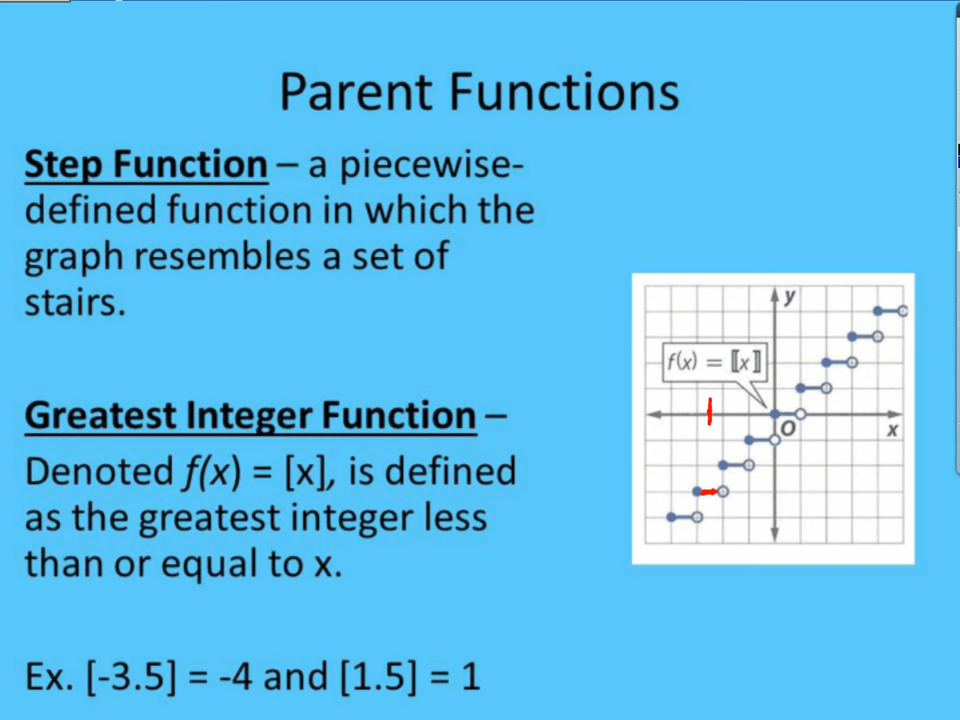 Parent Functions
Step Function – a piecewise-
defined function in which the
graph resembles a set of
stairs.
Greatest Integer Function –
Denoted f(x) = [x], is defined
as the greatest integer less
than or equal to x.
Ex. [-3.5] = -4 and [1.5] = 1
y
f(x) = ⟦x⟧
O
x